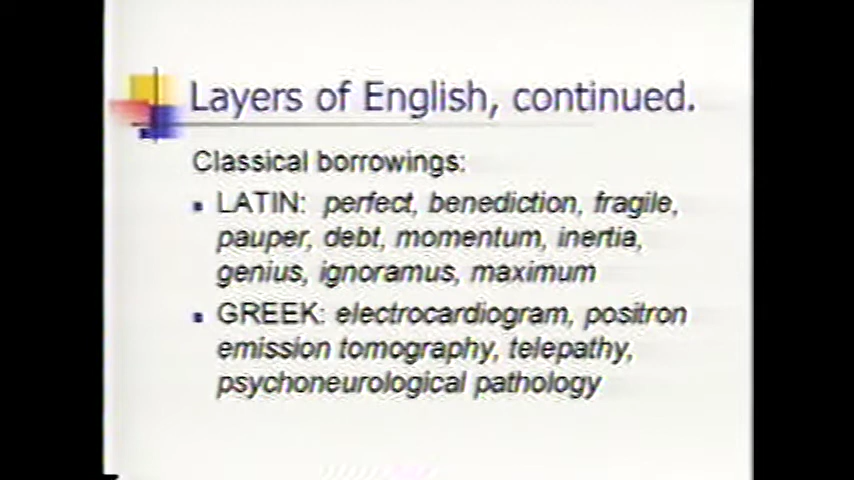 Layers of English, continued.
Classical borrowings:
LATIN: perfect, benediction, fragile,
pauper, debt, momentum, inertia,
genius, ignoramus, maximum
GREEK: electrocardiogram, positron
emission tomography, telepathy,
psychoneurological pathology